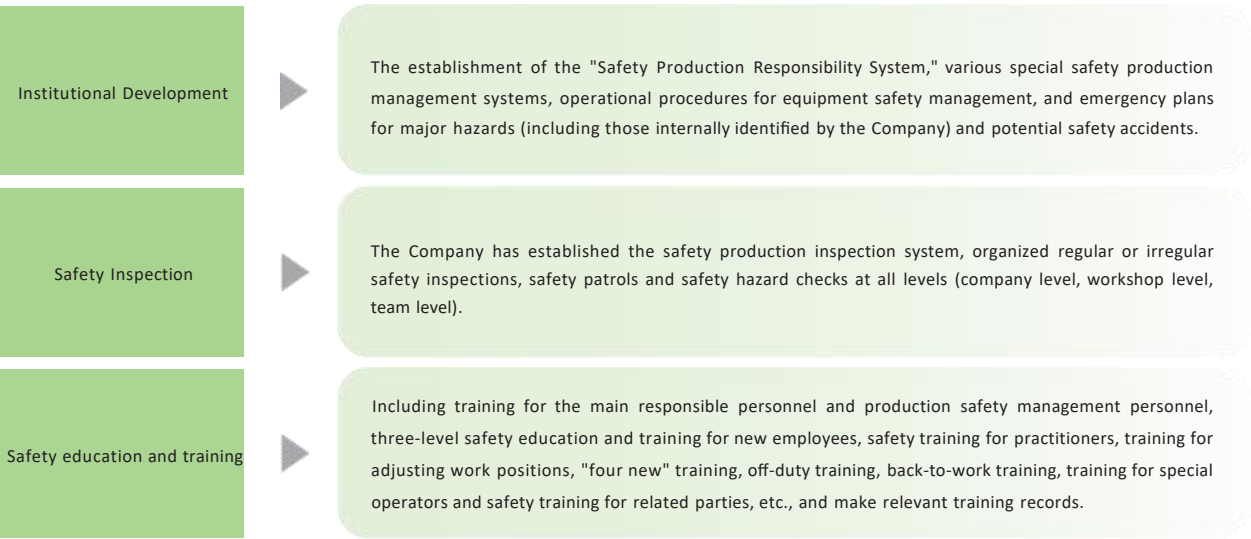 Institutional Development
The establishment of the "Safety Production Responsibility System," various special safety production
management systems, operational procedures for equipment safety management, and emergency plans
for major hazards (including those internally identified by the Company) and potential safety accidents.
Safety Inspection
The Company has established the safety production inspection system, organized regular or irregular
safety inspections, safety patrols and safety hazard checks at all levels (company level, workshop level,
team level).
Safety education and training
Including training for the main responsible personnel and production safety management personnel,
three-level safety education and training for new employees, safety training for practitioners, training for
adjusting work positions, "four new" training, off-duty training, back-to-work training, training for special
operators and safety training for related parties, etc., and make relevant training records.